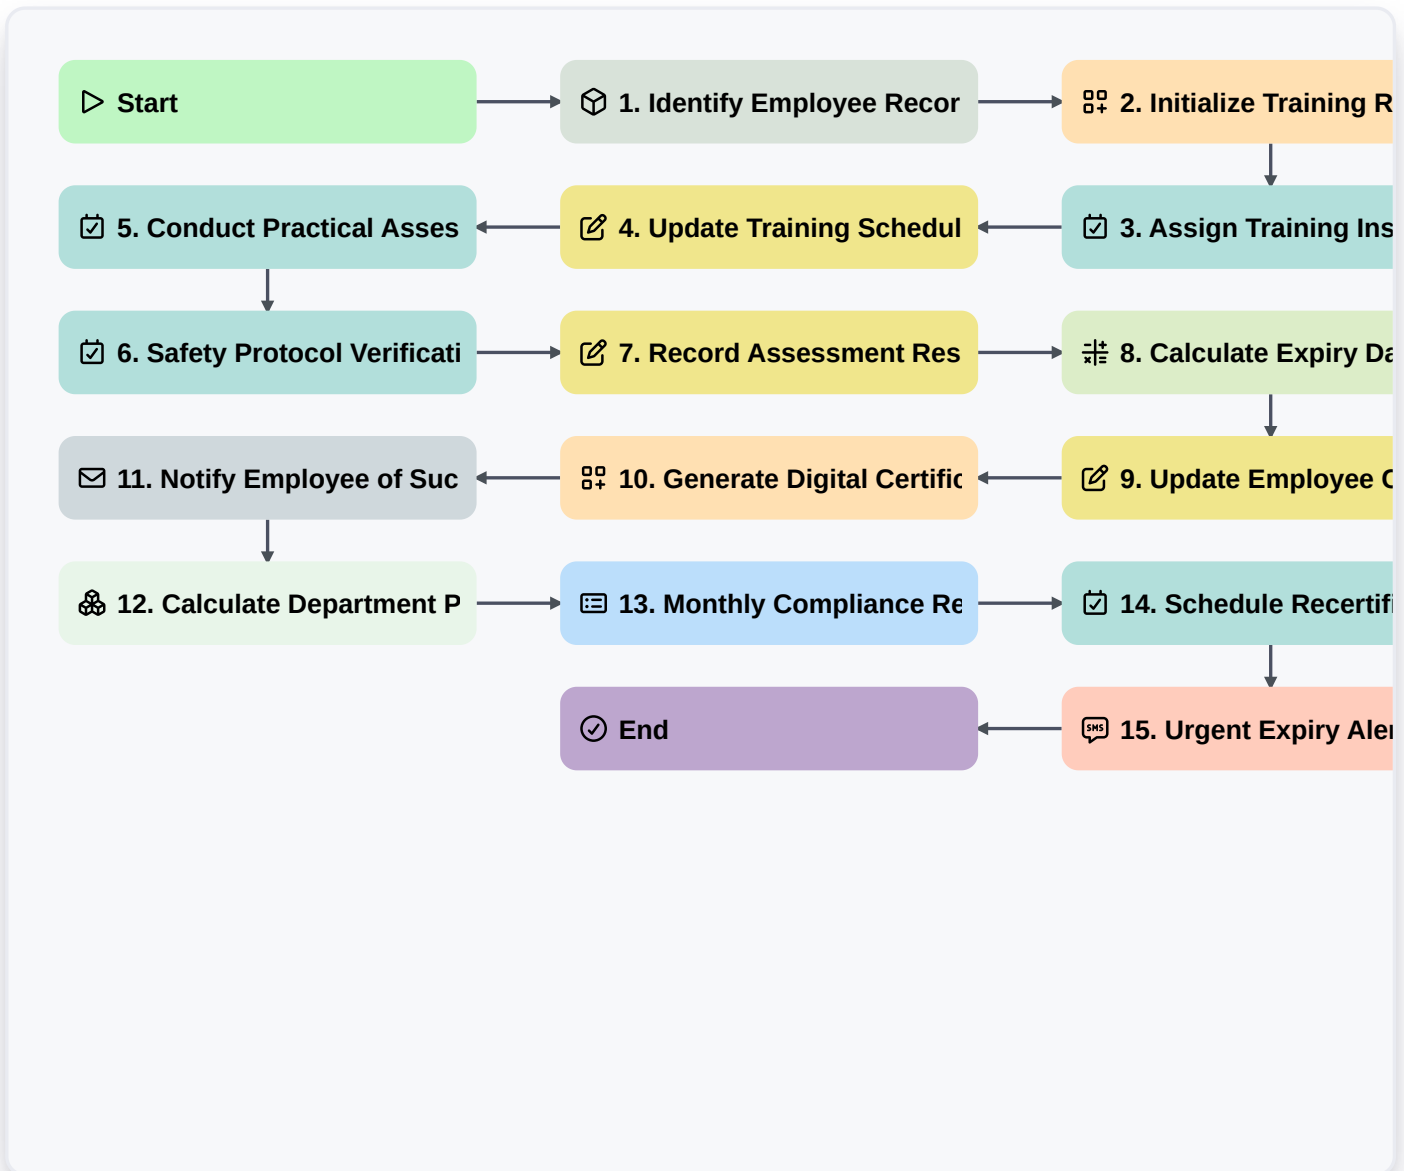 Start
1. Identify Employee Recor
2. Initialize Training R
5. Conduct Practical Asses
4. Update Training Schedul
3. Assign Training Ins
6. Safety Protocol Verificati
7. Record Assessment Res
8. Calculate Expiry Da
11. Notify Employee of Suc
10. Generate Digital Certific
9. Update Employee C
12. Calculate Department P
13. Monthly Compliance Re
14. Schedule Recertifi
End
SMS
15. Urgent Expiry Aler